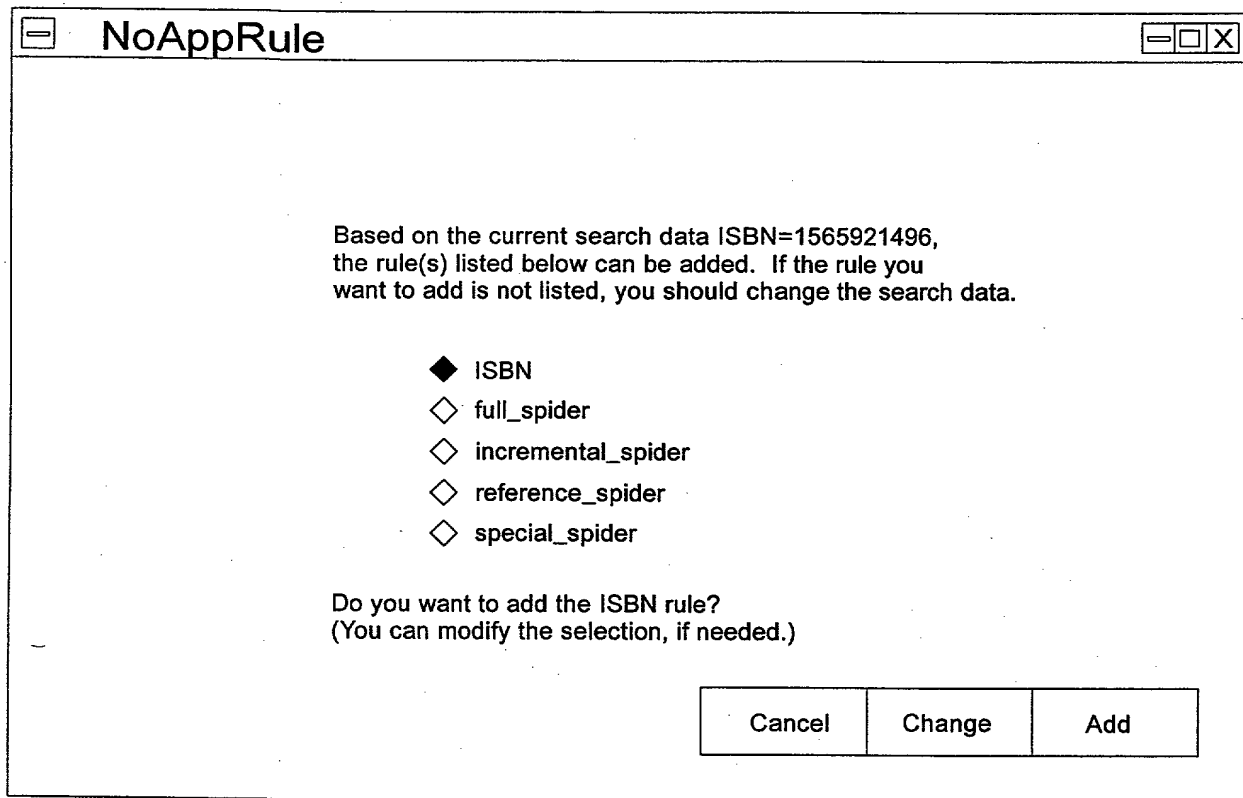 NoAppRule
Based on the current search data ISBN=1565921496,
the rule(s) listed below can be added. If the rule you
want to add is not listed, you should change the search data.
ISBN
full_spider
incremental_spider
reference_spider
special_spider
Do you want to add the ISBN rule?
(You can modify the selection, if needed.)
Cancel Change Add